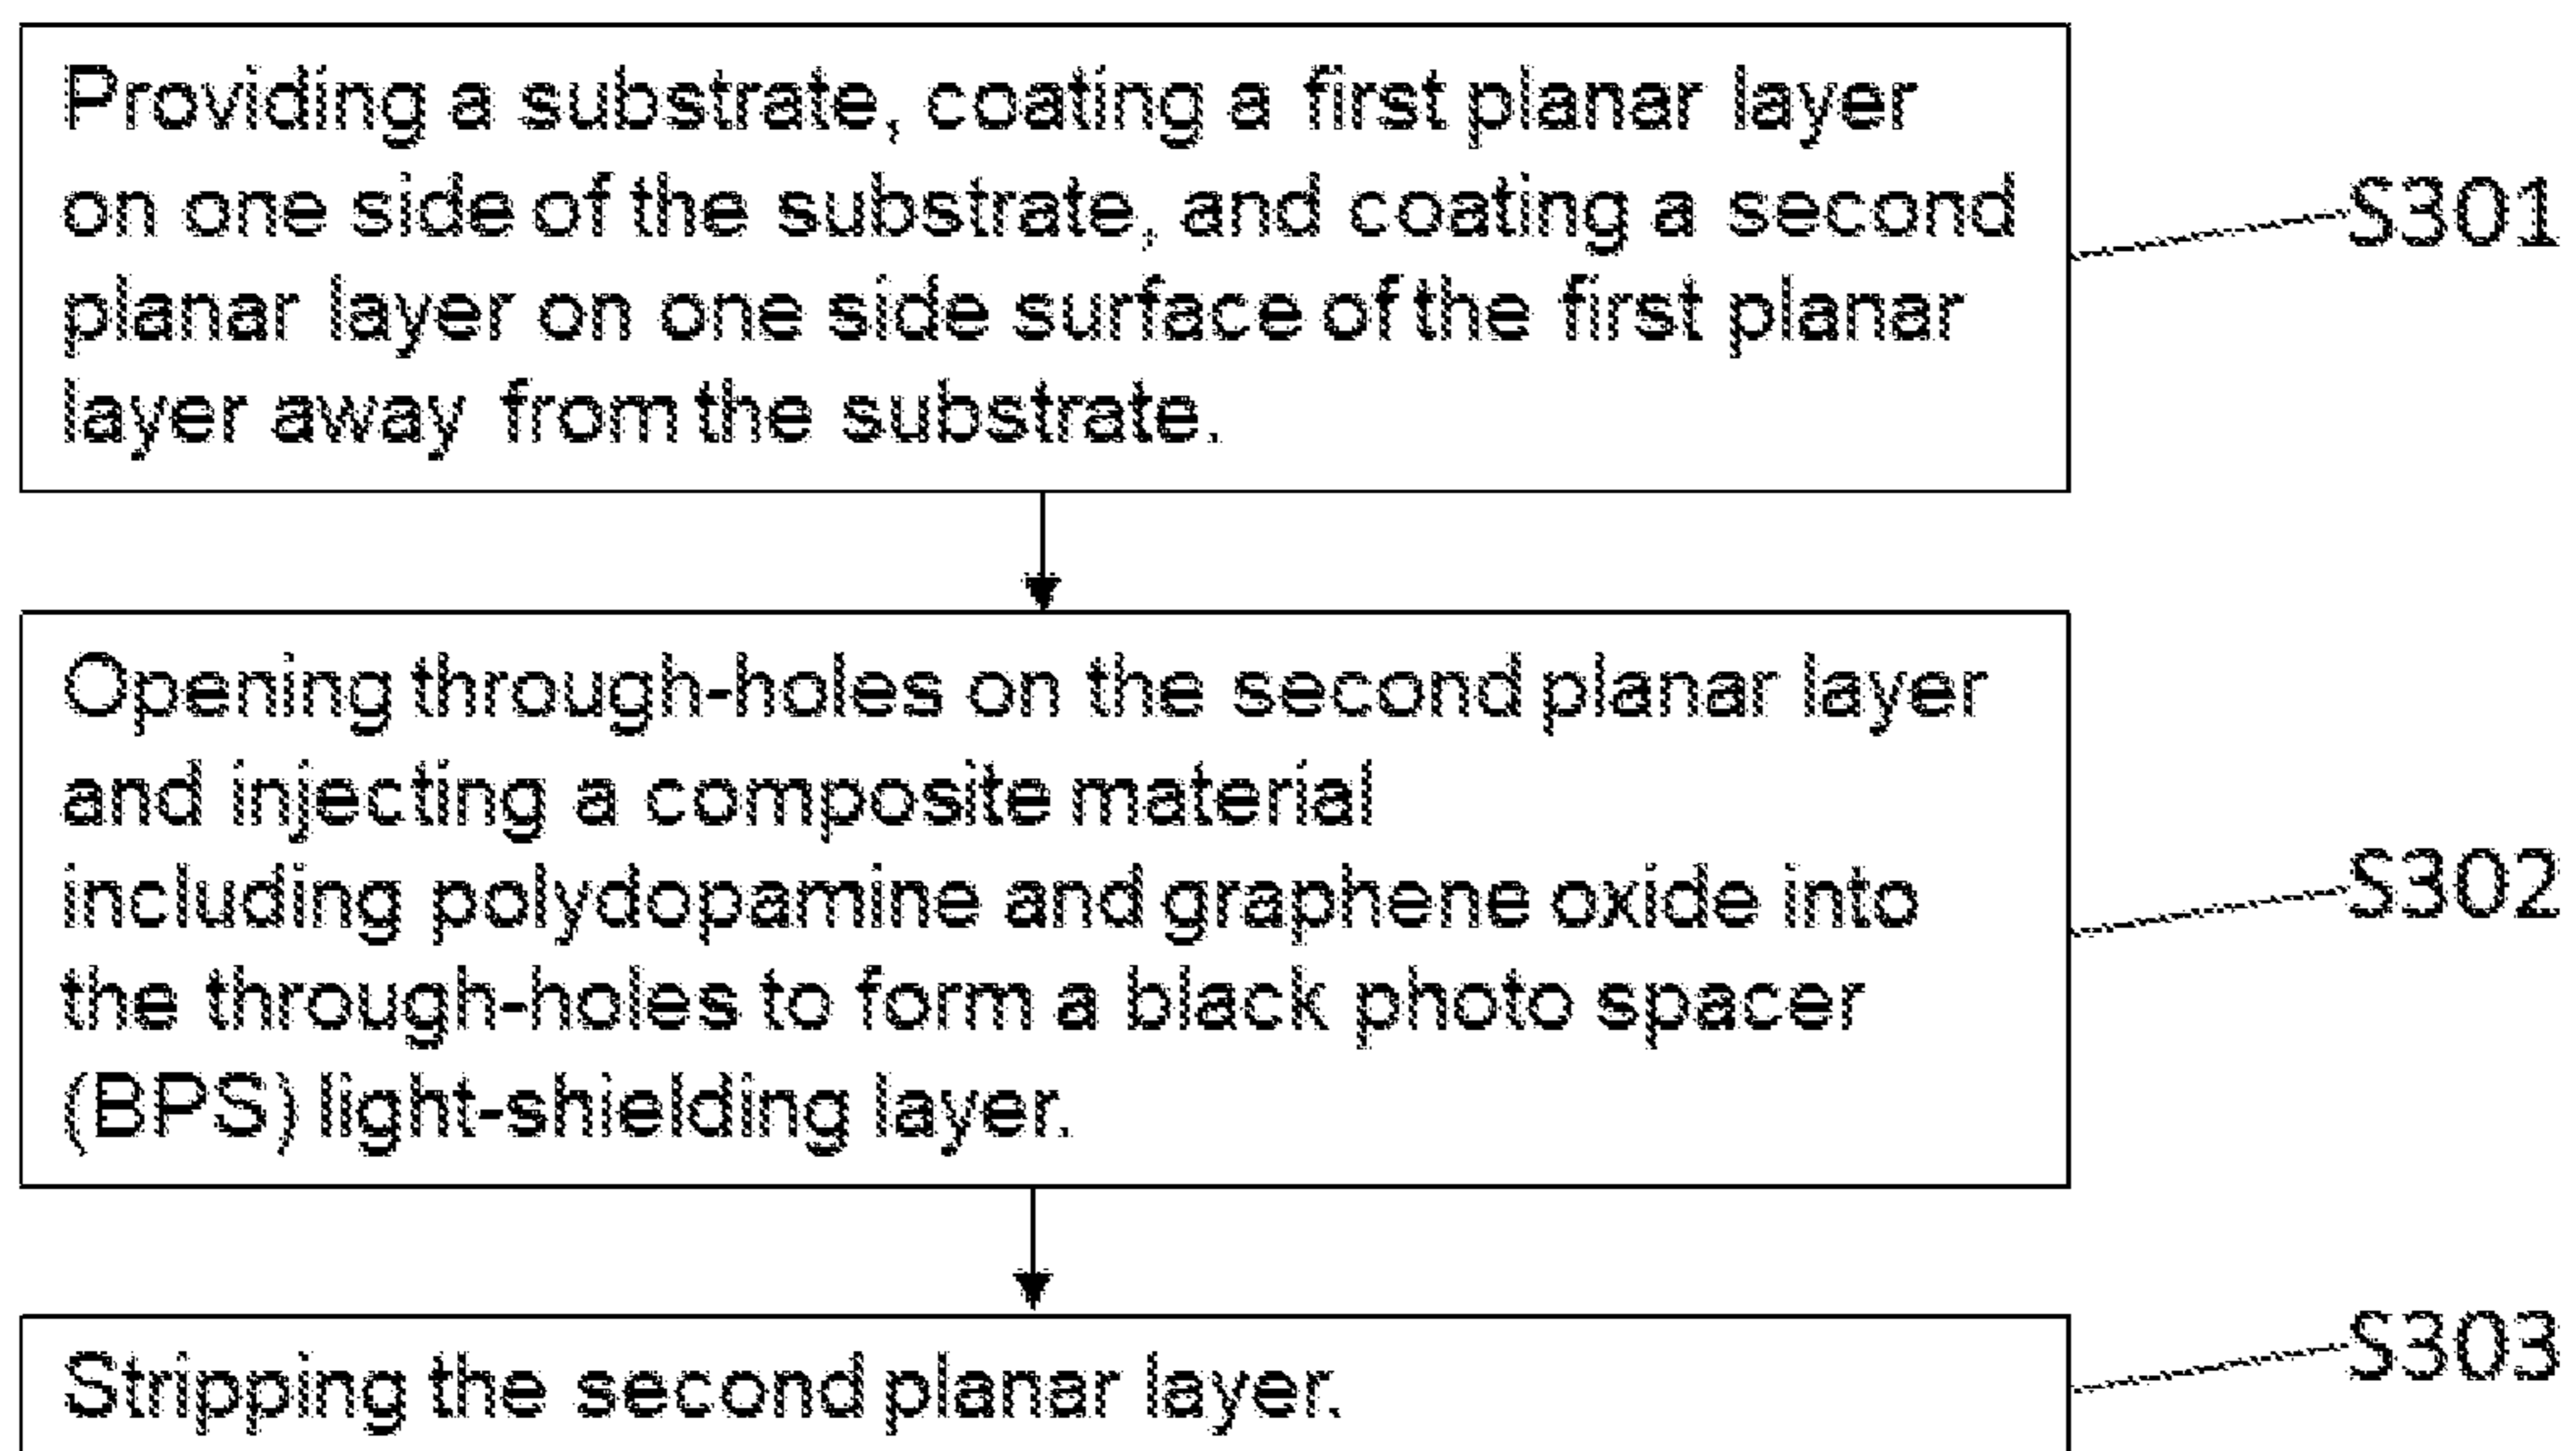 Providing a substrate, coating a first planar layer
on one side of the substrate, and coating a second
planar layer on one side surface of the first planar
layer away from the substrate.
S301
Opening through-holes on the second planar layer
and injecting a composite material
including polydopamine and graphene oxide into
the through-holes to form a black photo spacer
(BPS) light-shielding layer.
S302
Stripping the second planar layer.
S303